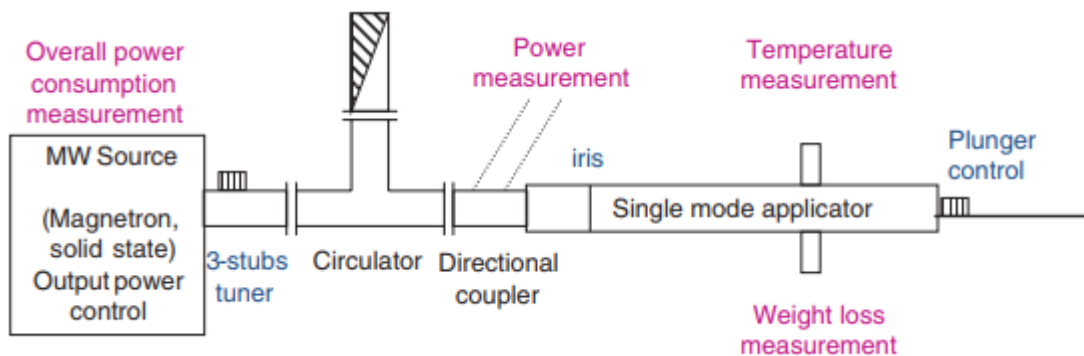 Overall power
consumption
measurement
MW Source
(Magnetron,
solid state)
Output power
control
3-stubs
tuner
Circulator
Directional
coupler
Power
measurement
iris
Single mode applicator
Temperature
measurement
Weight loss
measurement
Plunger
control